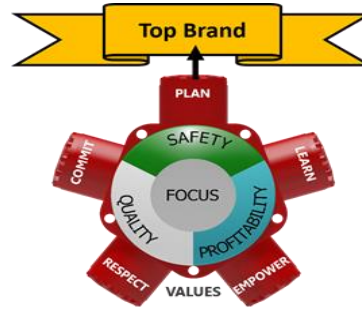 Top Brand
PLAN
COMMIT
SAFETY
LEARN
FOCUS
QUALITY
PROFITABILITY
RESPECT
VALUES
EMPOWER